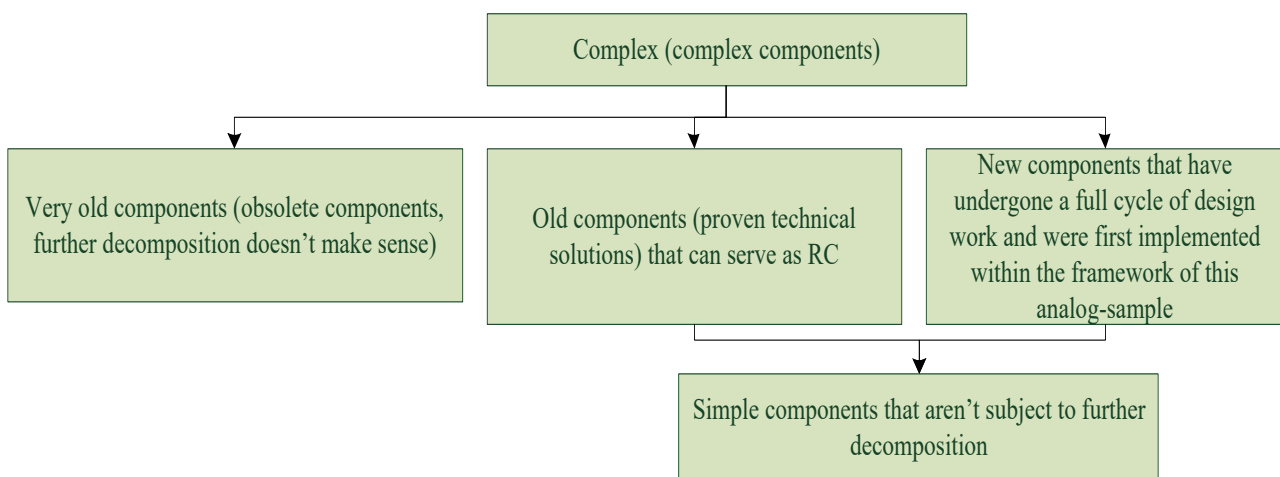 Complex (complex components)
Very old components (obsolete components,
further decomposition doesn’t make sense)
Old components (proven technical
solutions) that can serve as RC
New components that have
undergone a full cycle of design
work and were first implemented
within the framework of this
analog-sample
Simple components that aren’t subject to further
decomposition